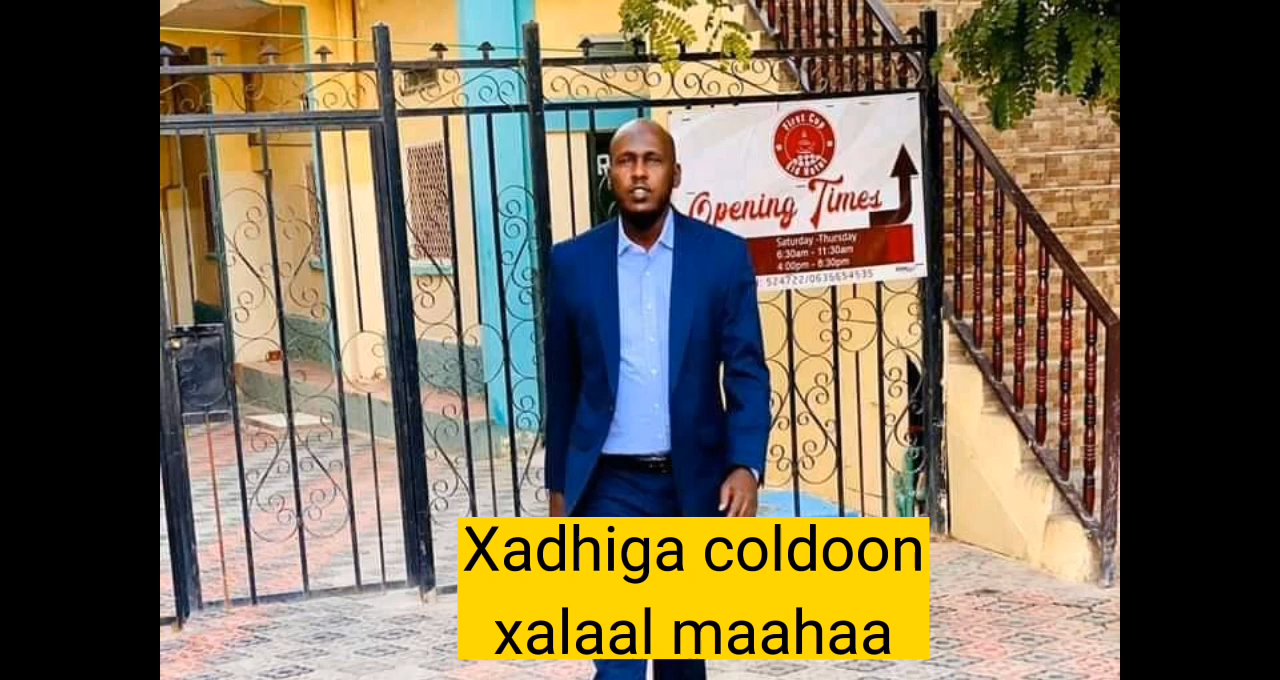 First Cup
Opening Times
Saturday -Thursday
6:30am - 11:30am
4:00pm - 8:30pm
524722/0636654535
Xadhiga coldoon
xalaal maahaa